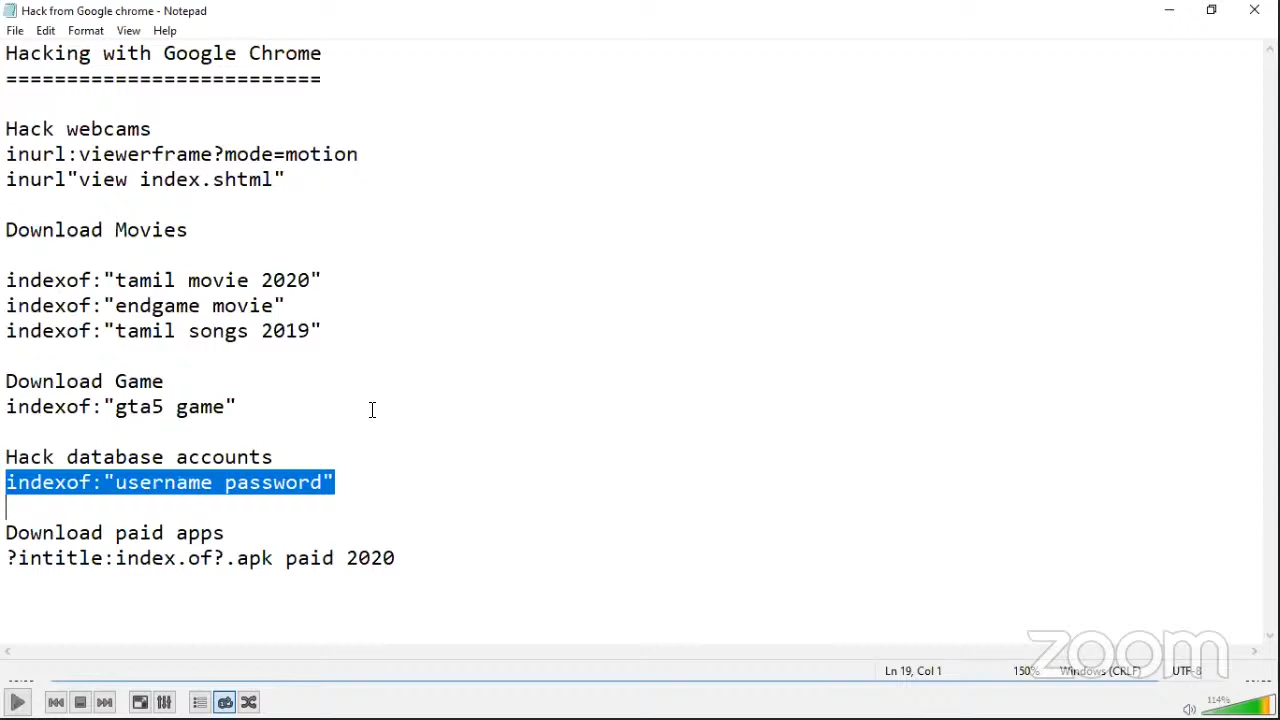 Hack from Google chrome - Notepad
File Edit Format View Help
Hacking with Google Chrome
==========================
Hack webcams
inurl:viewerframe?mode=motion
inurl"view index.shtml"
Download Movies
indexof:"tamil movie 2020"
indexof:"endgame movie"
indexof:"tamil songs 2019"
Download Game
indexof:"gta5 game"
Hack database accounts
indexof:"username password"
Download paid apps
?intitle:index.of?.apk paid 2020
zoom
Ln 19, Col 1 150% Windows (CRLF) UTF-8
--:-- --:--
114%